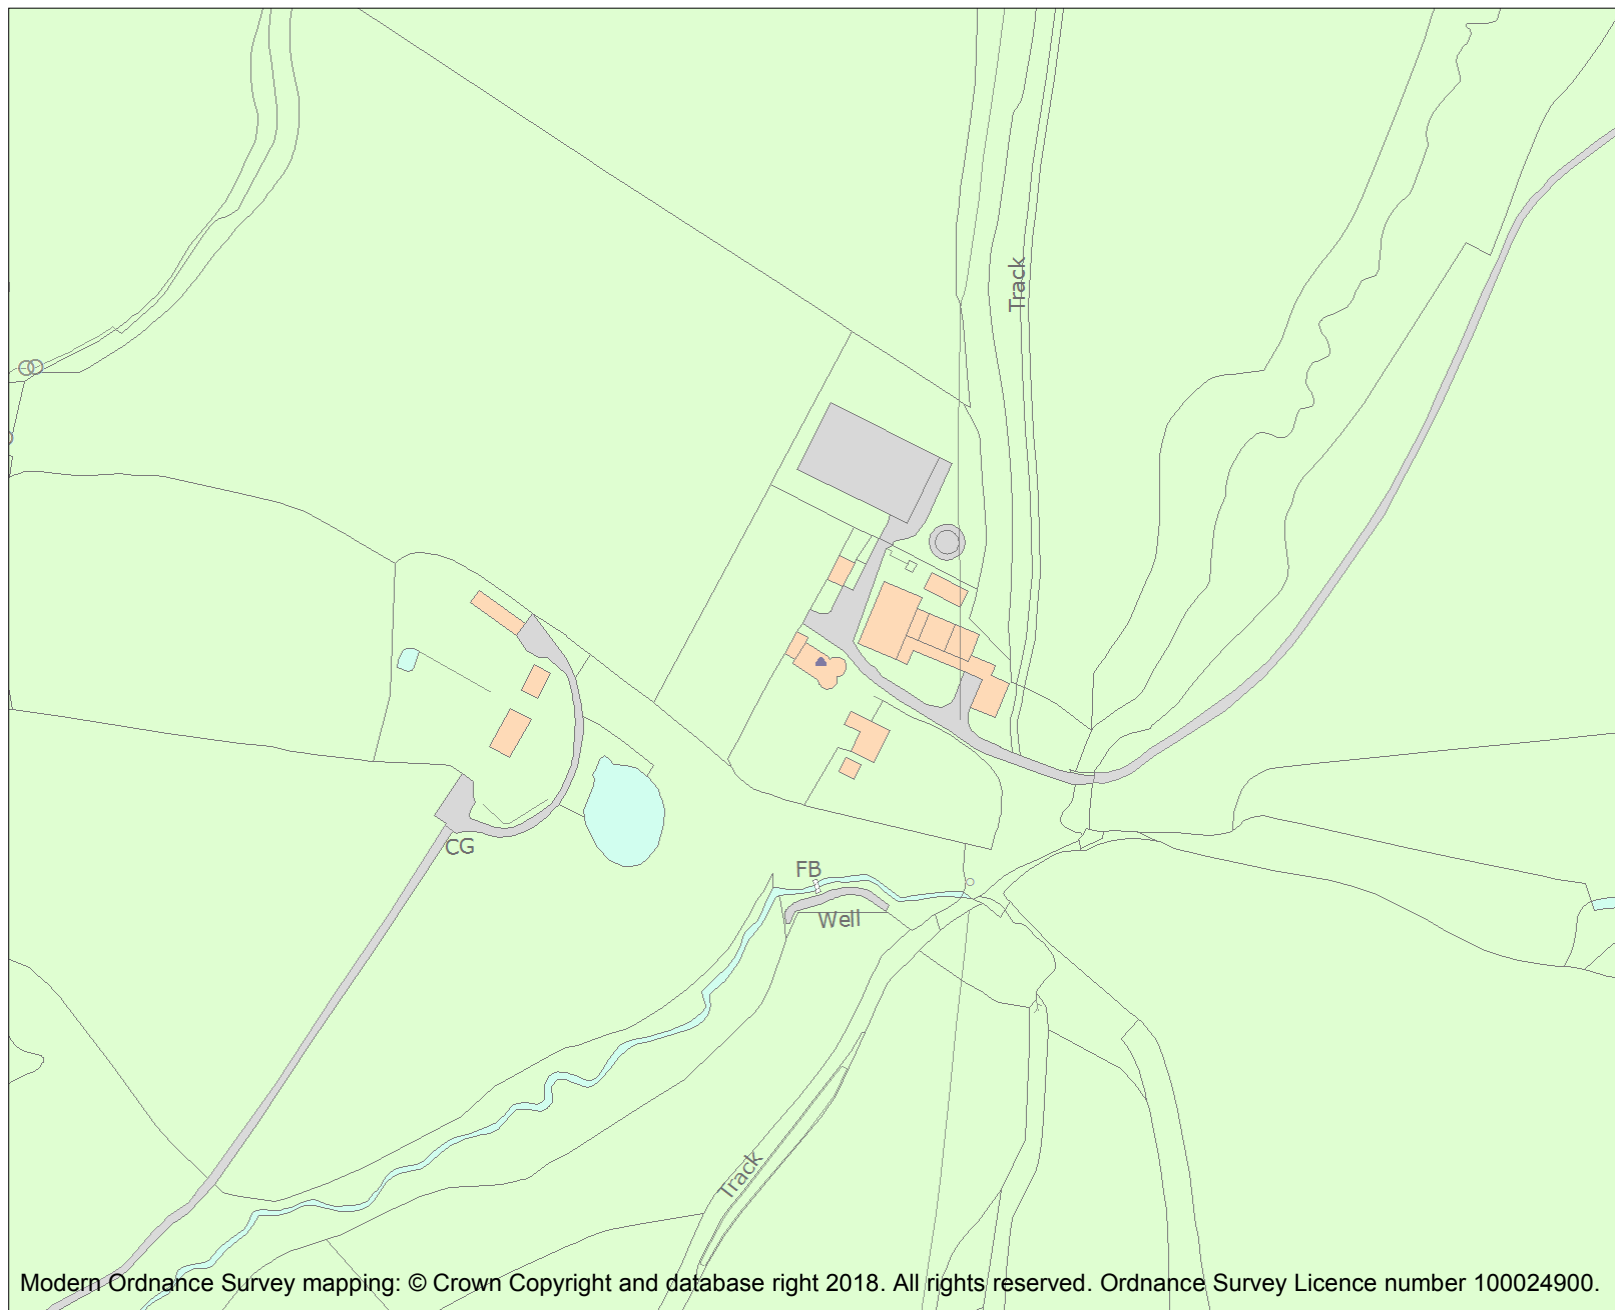 Track
CG
FB
Well
Track
Modern Ordnance Survey mapping: © Crown Copyright and database right 2018. All rights reserved. Ordnance Survey Licence number 100024900.